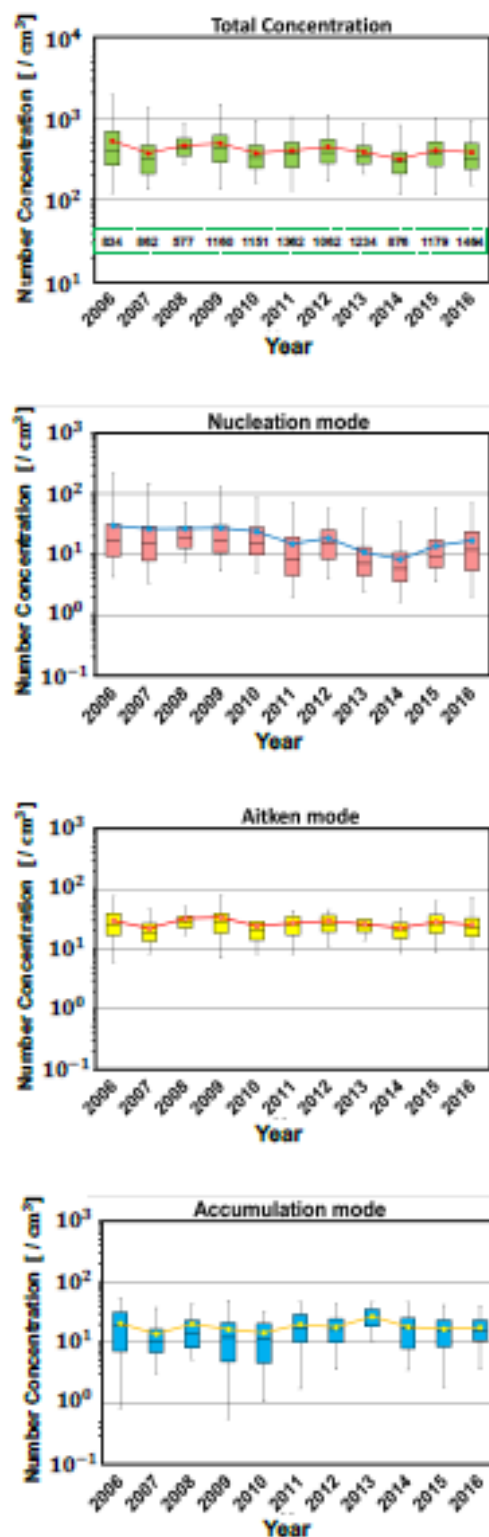 Total Concentration
Number Concentration [ / cm³]
10⁴
10³
10²
10¹
834 862 577 1160 1151 1362 1062 1234 876 1179 1464
2006 2007 2008 2009 2010 2011 2012 2013 2014 2015 2016
Year
Nucleation mode
Number Concentration [ / cm³]
10³
10²
10¹
10⁰
10⁻¹
2006 2007 2008 2009 2010 2011 2012 2013 2014 2015 2016
Year
Aitken mode
Number Concentration [ / cm³]
10³
10²
10¹
10⁰
10⁻¹
2006 2007 2008 2009 2010 2011 2012 2013 2014 2015 2016
Year
Accumulation mode
Number Concentration [ / cm³]
10³
10²
10¹
10⁰
10⁻¹
2006 2007 2008 2009 2010 2011 2012 2013 2014 2015 2016
Year